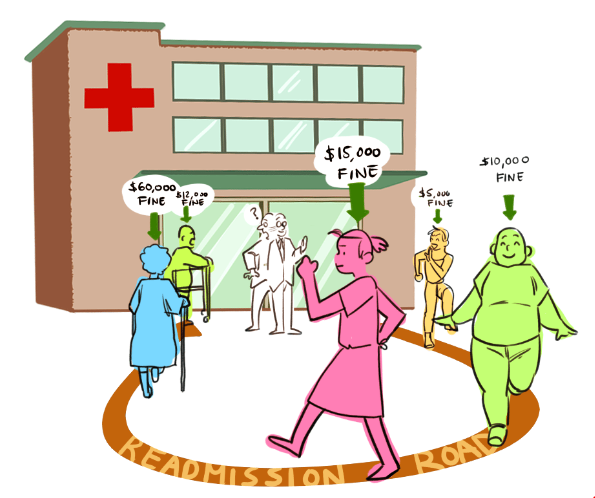 $15,000
FINE
$10,000
FINE
$60,000
FINE
$12,000
FINE
$5,000
FINE
?
READMISSION ROAD